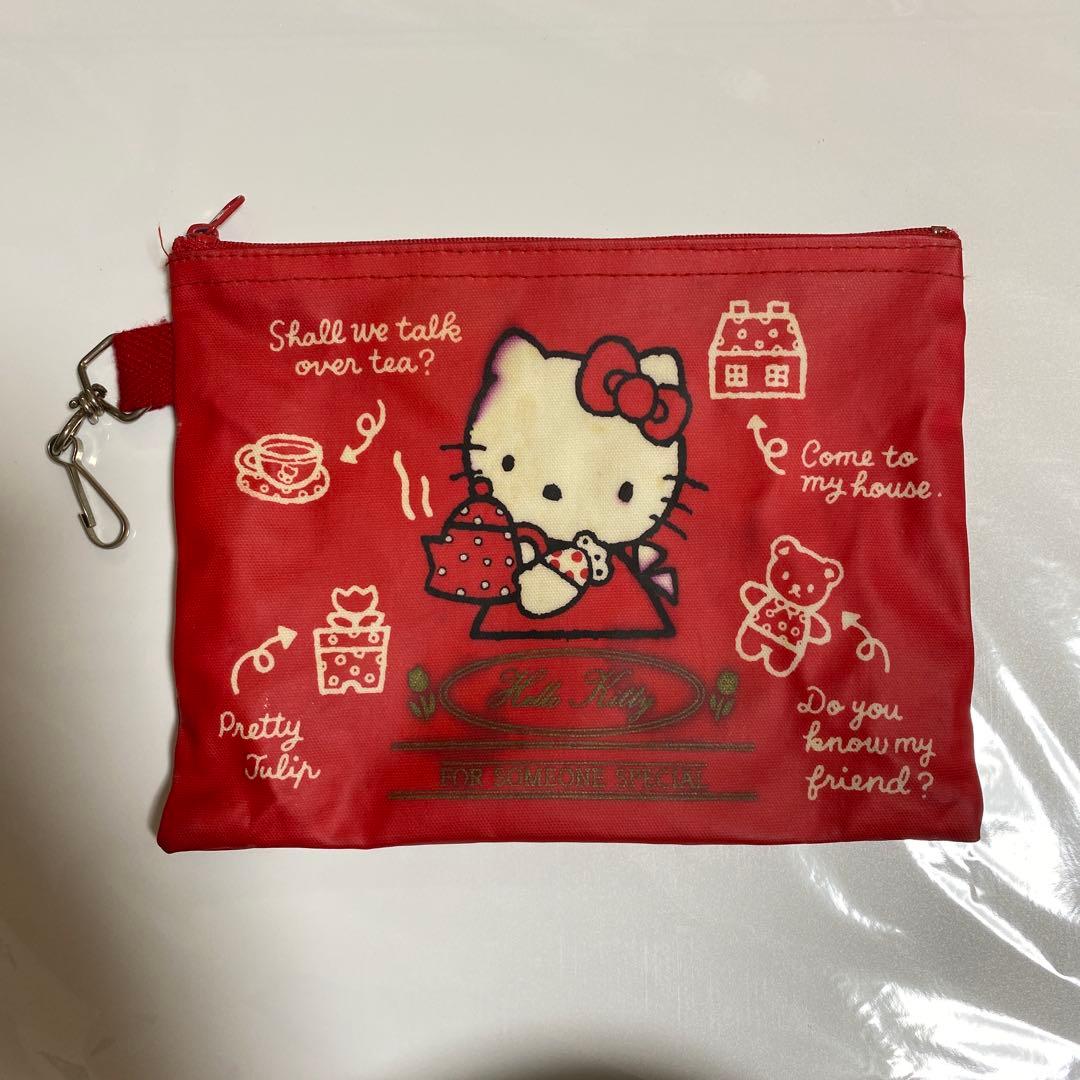 Shall we talk
over tea?
Come to
my house.
Pretty
Tulip
Do you
know my
friend?
Hello Kitty
FOR SOMEONE SPECIAL